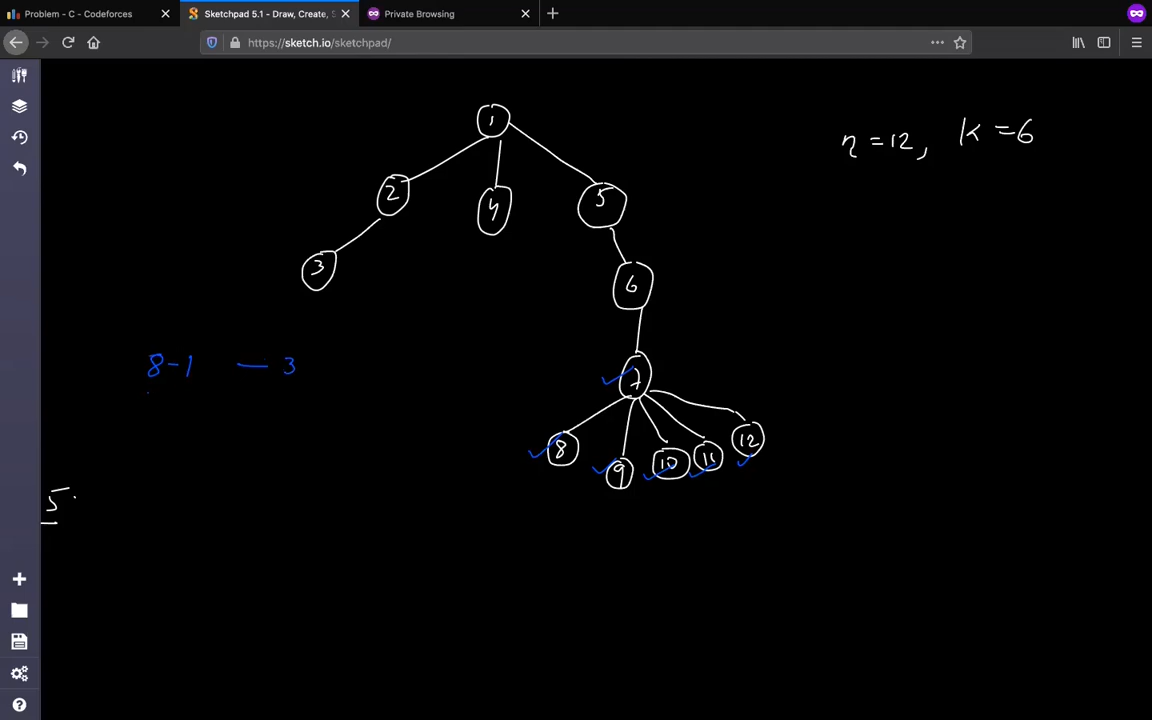 Problem - C - Codeforces
Sketchpad 5.1 - Draw, Create, S
Private Browsing
https://sketch.io/sketchpad/
1
n = 12, k = 6
2
4
5
3
6
8-1 — 3
7
8
9
10
11
12
5